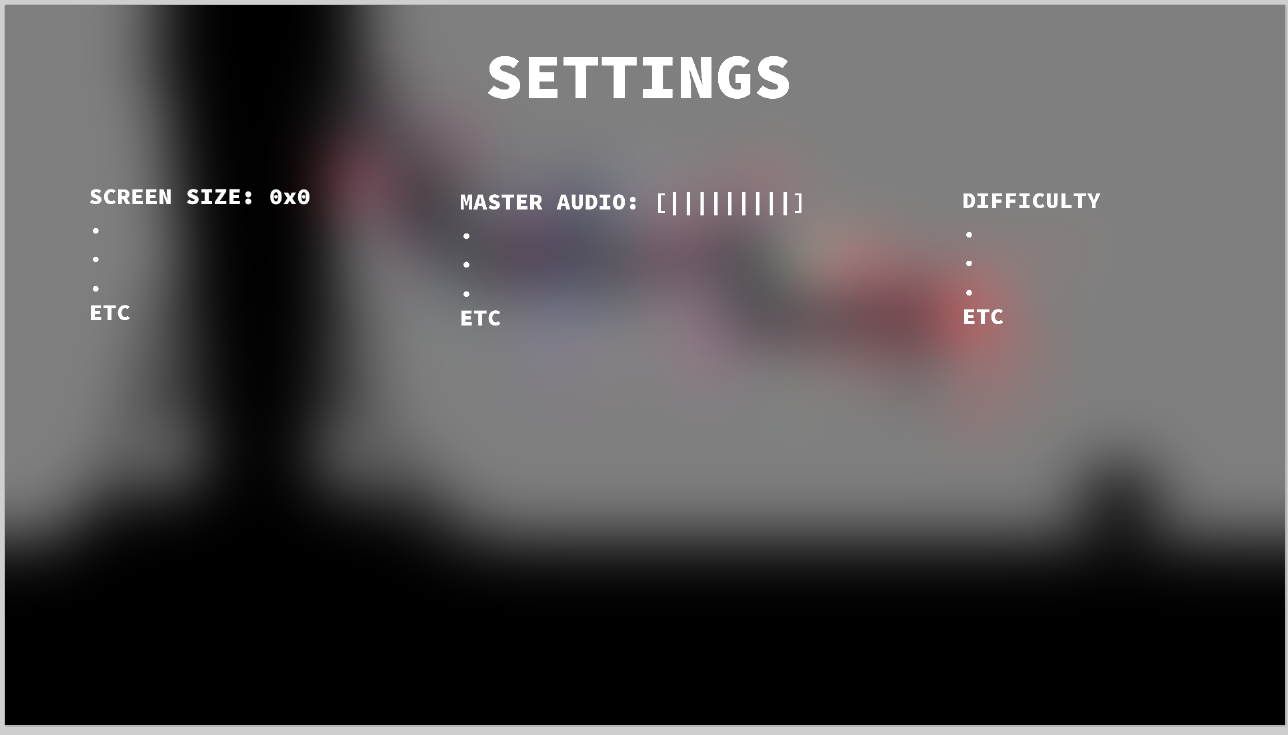 SETTINGS
SCREEN SIZE: 0x0
•
•
•
ETC
MASTER AUDIO: [|||||||||]
•
•
•
ETC
DIFFICULTY
•
•
•
ETC